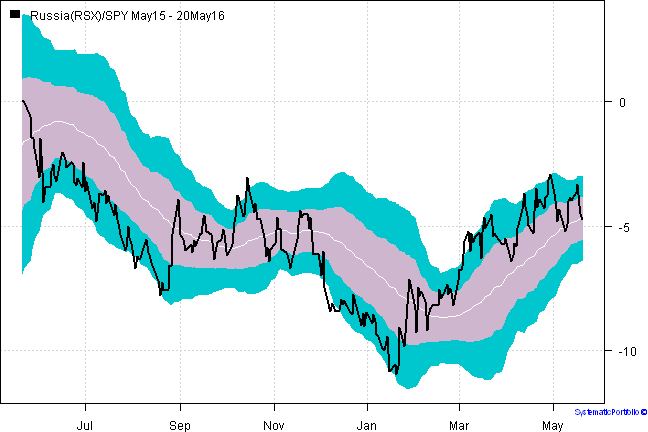 Russia(RSX)/SPY May15 - 20May16
0
-5
-10
Jul Sep Nov Jan Mar May
SystematicPortfolio ©